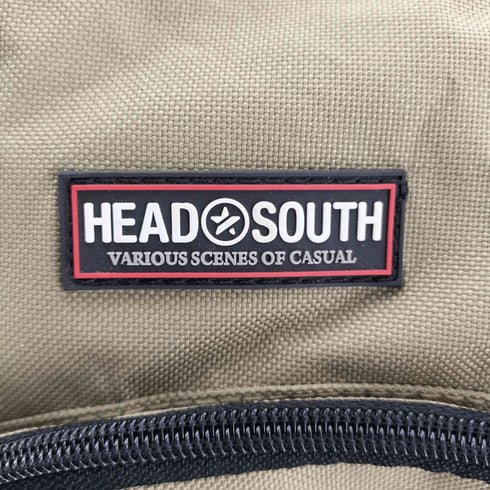 HEAD SOUTH
VARIOUS SCENES OF CASUAL